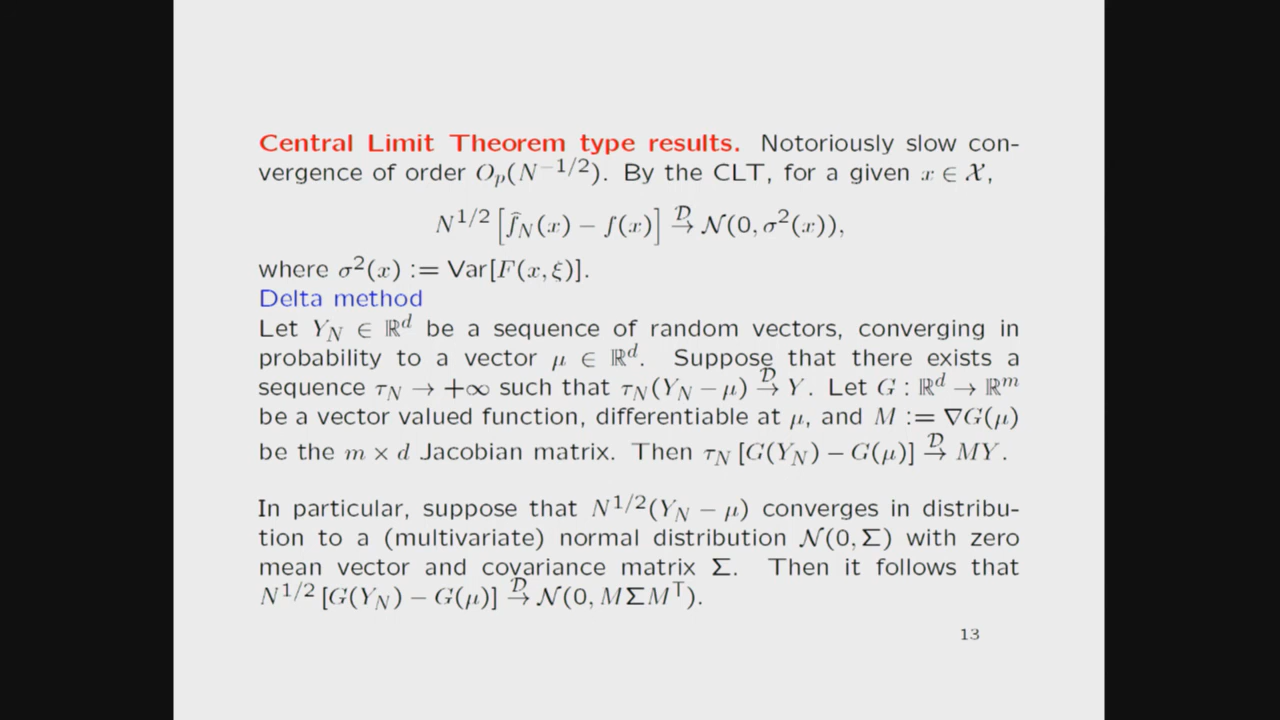 Central Limit Theorem type results. Notoriously slow con-
vergence of order O_p(N^{-1/2}). By the CLT, for a given x ∈ 𝒳,
N^{1/2} [f̂_N(x) − f(x)] →^𝒟 𝒩(0, σ^2(x)),
where σ^2(x) := Var[F(x, ξ)].
Delta method
Let Y_N ∈ ℝ^d be a sequence of random vectors, converging in
probability to a vector μ ∈ ℝ^d. Suppose that there exists a
sequence τ_N → +∞ such that τ_N(Y_N − μ) →^𝒟 Y. Let G : ℝ^d → ℝ^m
be a vector valued function, differentiable at μ, and M := ∇G(μ)
be the m × d Jacobian matrix. Then τ_N [G(Y_N) − G(μ)] →^𝒟 MY.
In particular, suppose that N^{1/2}(Y_N − μ) converges in distribu-
tion to a (multivariate) normal distribution 𝒩(0, Σ) with zero
mean vector and covariance matrix Σ. Then it follows that
N^{1/2} [G(Y_N) − G(μ)] →^𝒟 𝒩(0, MΣM^⊤).
13